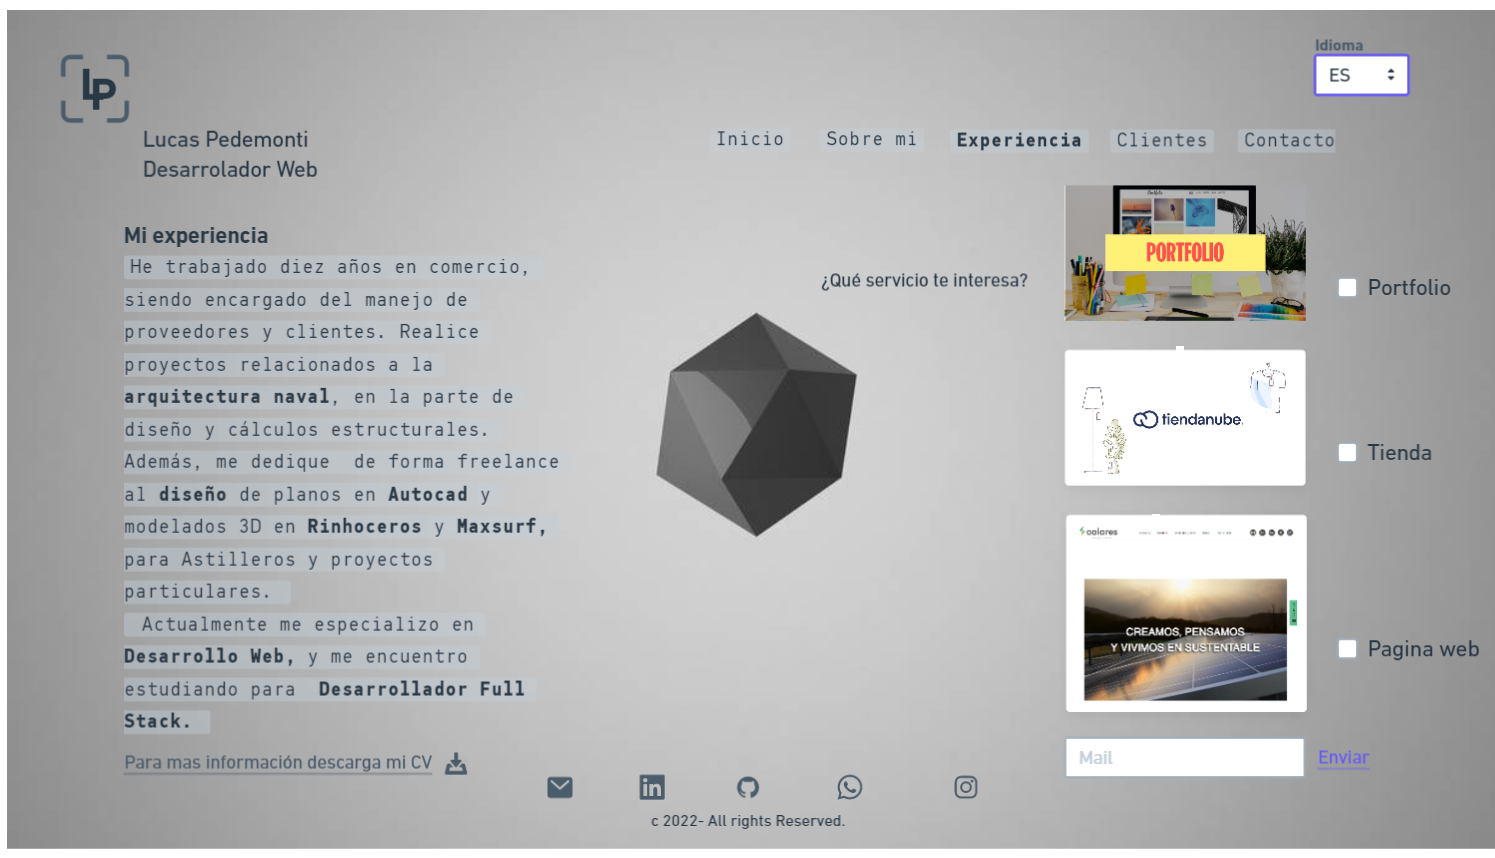 Idioma
ES
LP
Lucas Pedemonti
Desarrolador Web
Inicio
Sobre mi
Experiencia
Clientes
Contacto
Mi experiencia
He trabajado diez años en comercio,
siendo encargado del manejo de
proveedores y clientes. Realice
proyectos relacionados a la
arquitectura naval, en la parte de
diseño y cálculos estructurales.
Además, me dedique de forma freelance
al diseño de planos en Autocad y
modelados 3D en Rinhoceros y Maxsurf,
para Astilleros y proyectos
particulares.
Actualmente me especializo en
Desarrollo Web, y me encuentro
estudiando para Desarrollador Full
Stack.
Para mas información descarga mi CV
¿Qué servicio te interesa?
PORTFOLIO
Portfolio
tiendanube
Tienda
colores
CREAMOS, PENSAMOS
Y VIVIMOS EN SUSTENTABLE
Pagina web
Mail
Enviar
in
c 2022- All rights Reserved.